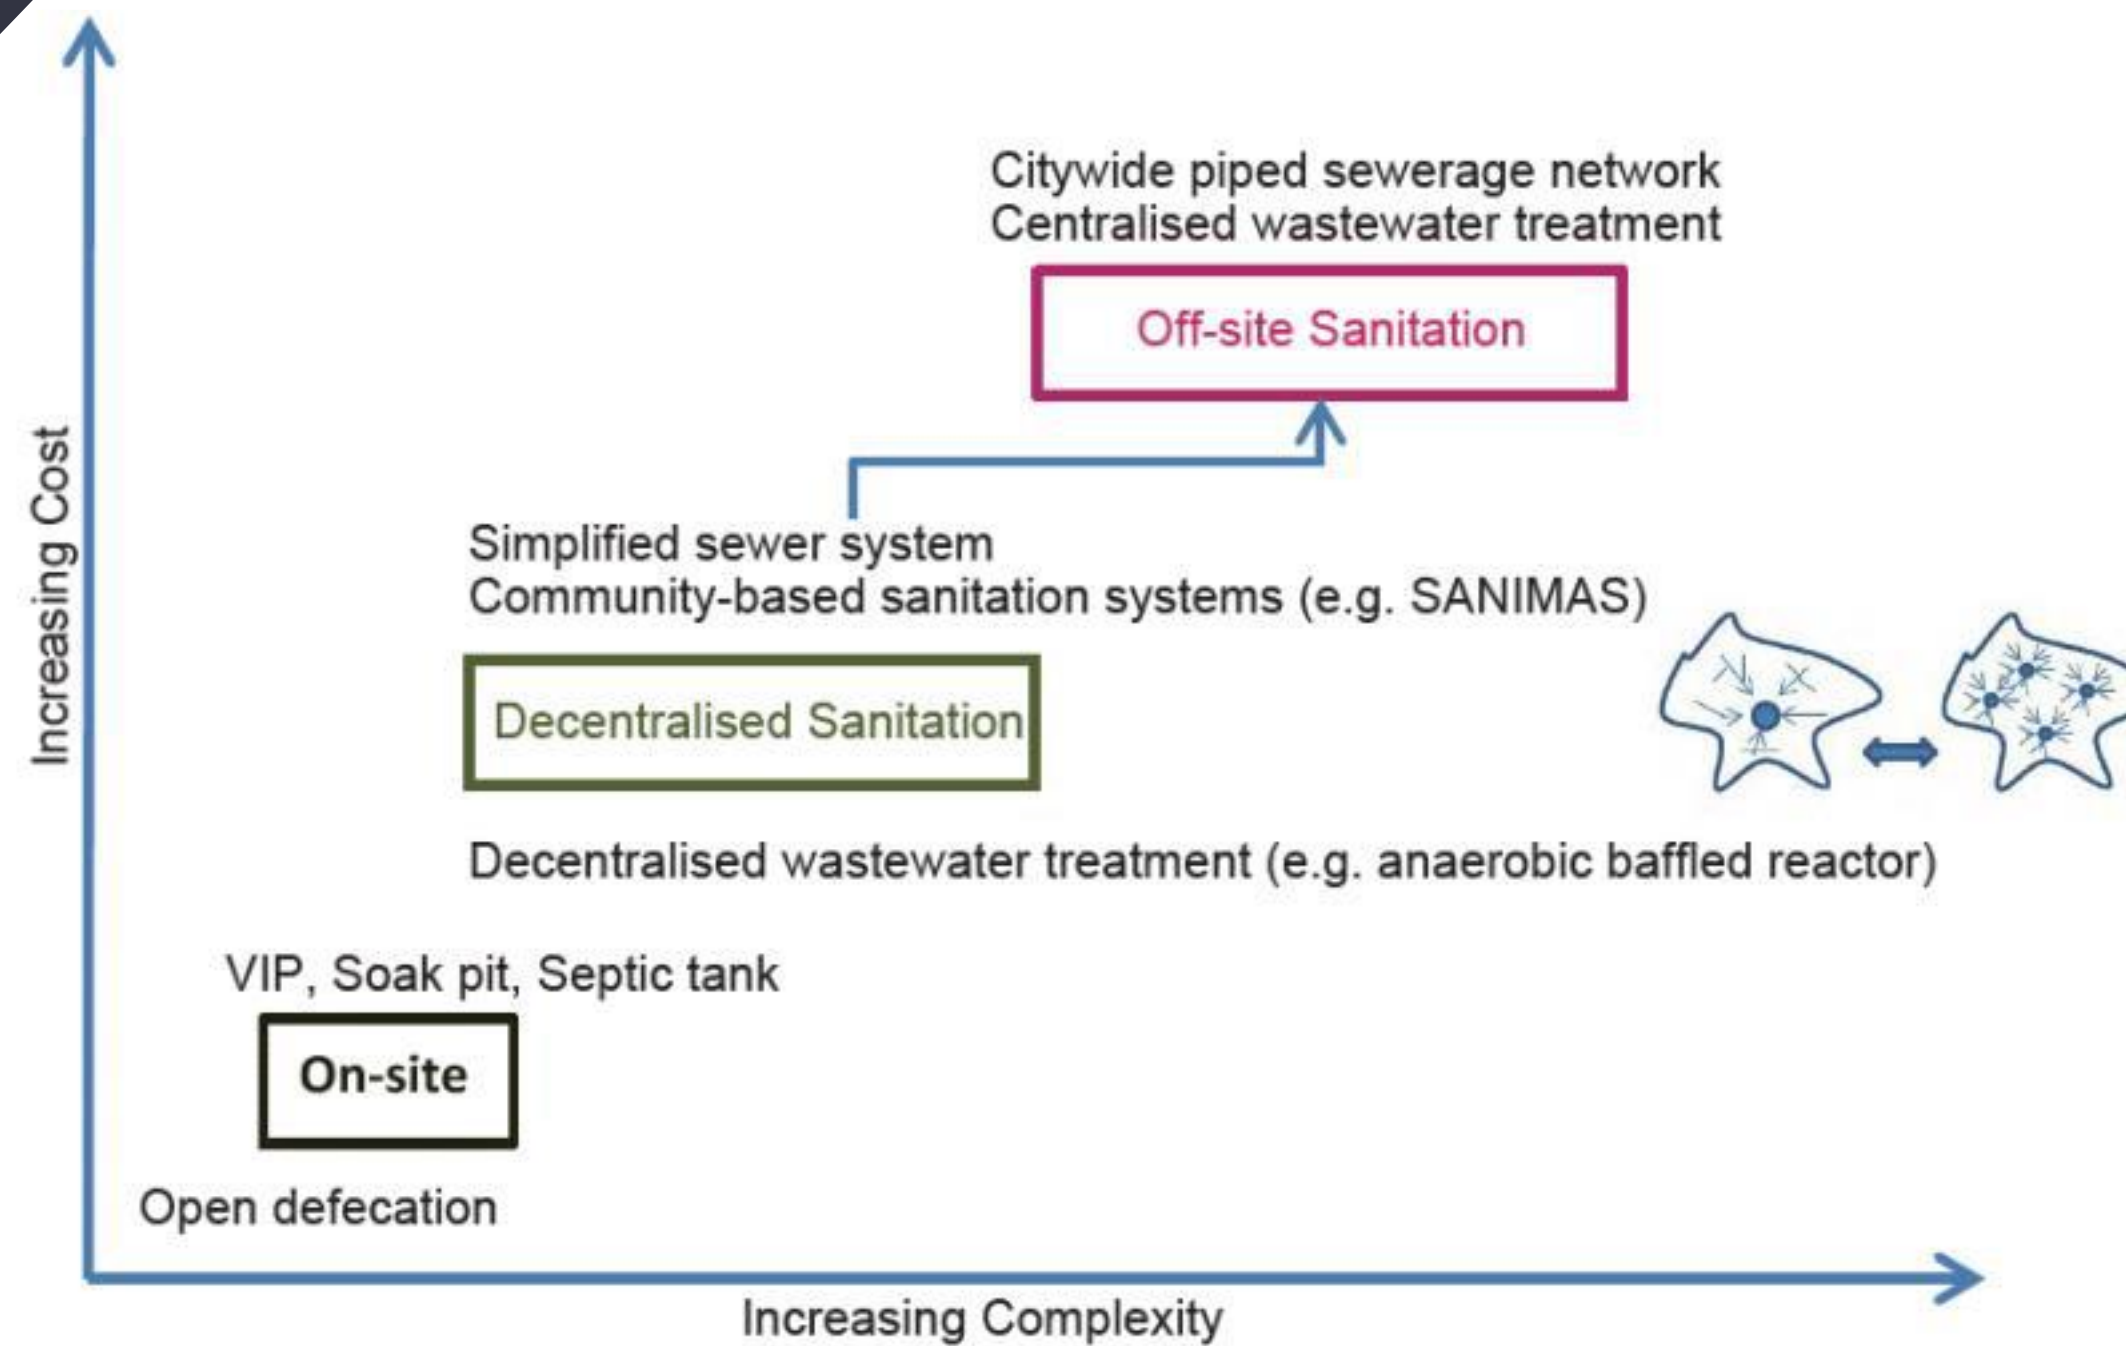 Citywide piped sewerage network
Centralised wastewater treatment
Off-site Sanitation
Increasing Cost
Simplified sewer system
Community-based sanitation systems (e.g. SANIMAS)
Decentralised Sanitation
Decentralised wastewater treatment (e.g. anaerobic baffled reactor)
VIP, Soak pit, Septic tank
On-site
Open defecation
Increasing Complexity